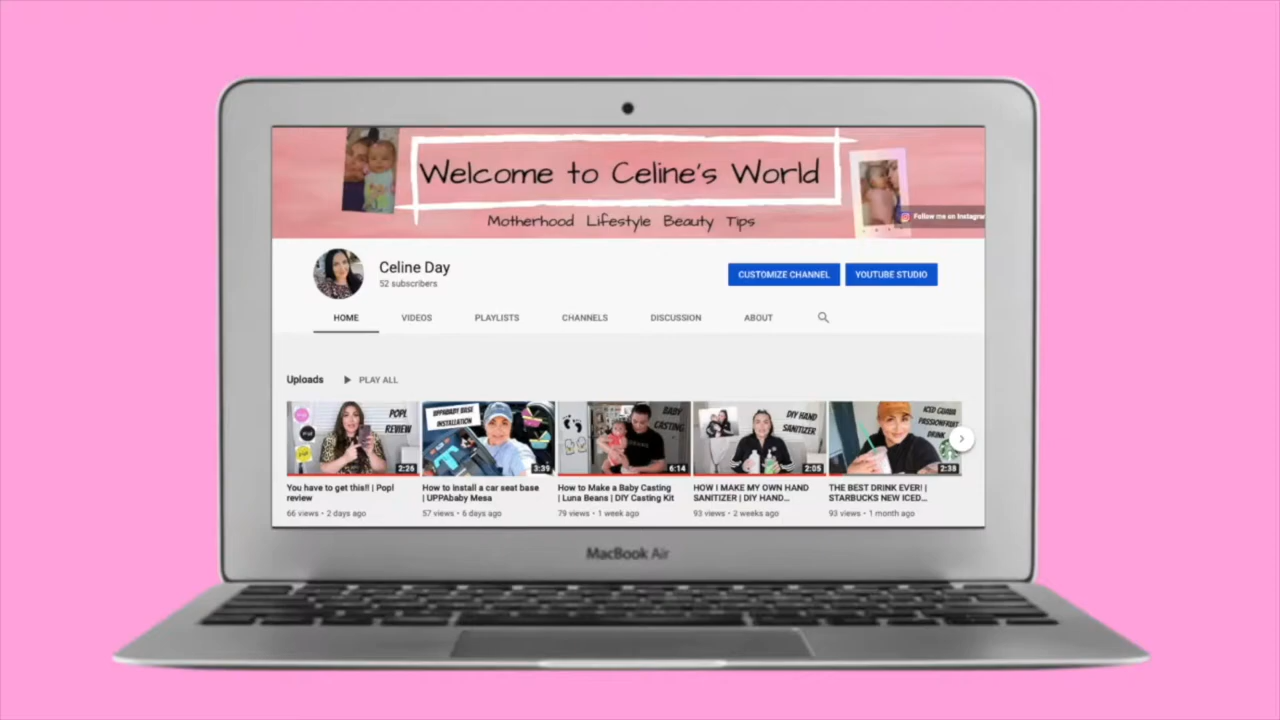 Welcome to Celine's World
Motherhood Lifestyle Beauty Tips
Follow me on Instagram
Celine Day
52 subscribers
CUSTOMIZE CHANNEL
YOUTUBE STUDIO
HOME
VIDEOS
PLAYLISTS
CHANNELS
DISCUSSION
ABOUT
Uploads
PLAY ALL
POPL
REVIEW
2:26
UPPABABY BASE
INSTALLATION
3:39
BABY
CASTING
6:14
DIY HAND
SANITIZER
2:05
ICED GUAVA
PASSIONFRUIT
DRINK
2:38
You have to get this!! | Popl
review
66 views • 2 days ago
How to install a car seat base
| UPPAbaby Mesa
57 views • 6 days ago
How to Make a Baby Casting
| Luna Beans | DIY Casting Kit
79 views • 1 week ago
HOW I MAKE MY OWN HAND
SANITIZER | DIY HAND...
93 views • 2 weeks ago
THE BEST DRINK EVER! |
STARBUCKS NEW ICED...
93 views • 1 month ago
MacBook Air